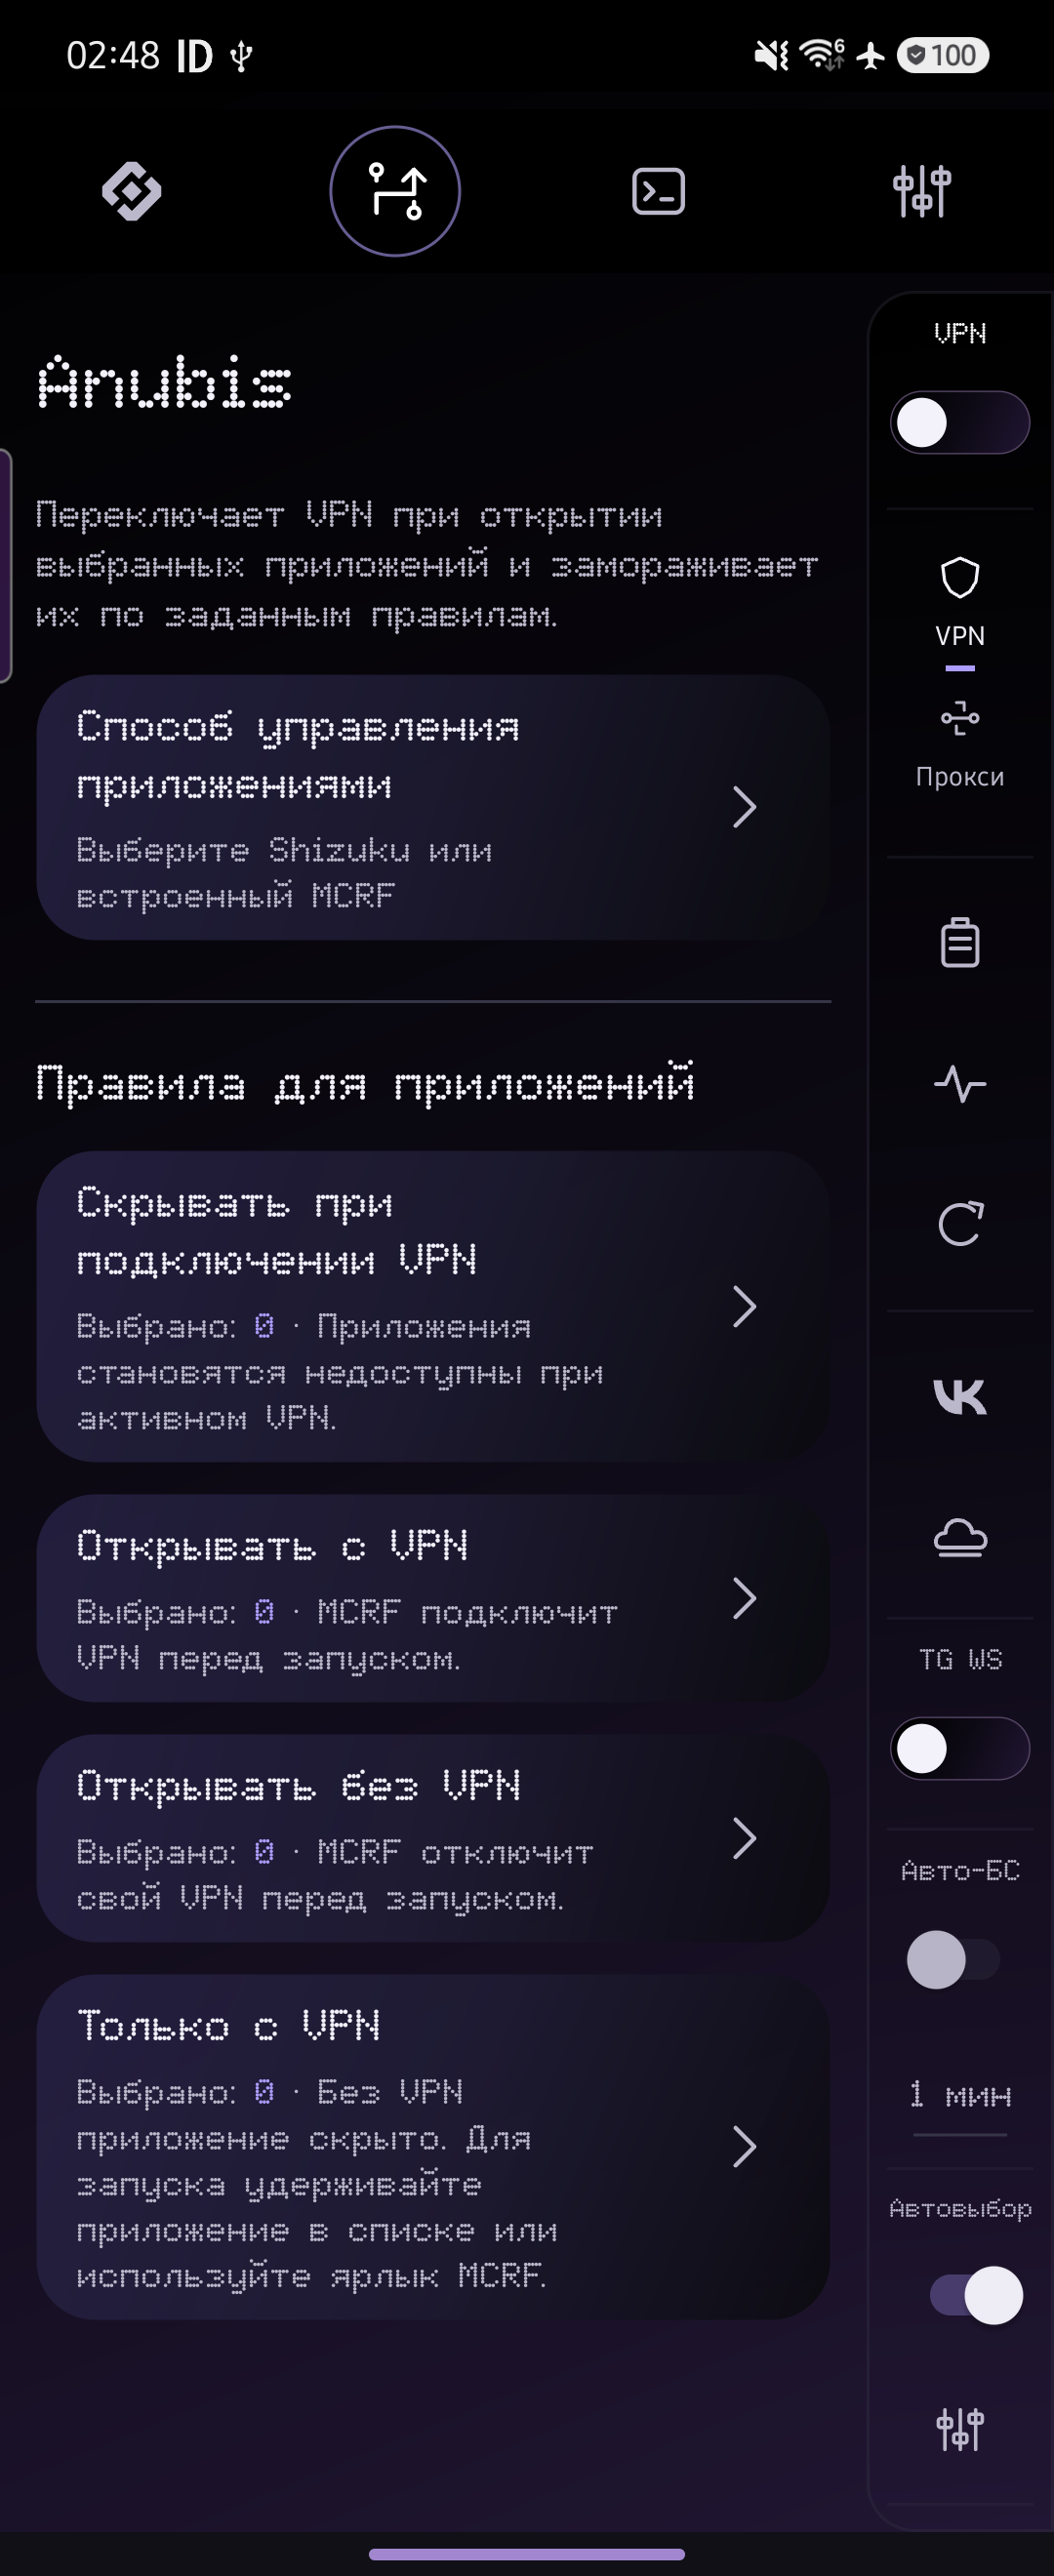 02:48 ID
6 100
Anubis
Переключает VPN при открытии
выбранных приложений и замораживает
их по заданным правилам.
Способ управления
приложениями
Выберите Shizuku или
встроенный MCRF
Правила для приложений
Скрывать при
подключении VPN
Выбрано: 0 · Приложения
становятся недоступны при
активном VPN.
Открывать с VPN
Выбрано: 0 · MCRF подключит
VPN перед запуском.
Открывать без VPN
Выбрано: 0 · MCRF отключит
свой VPN перед запуском.
Только с VPN
Выбрано: 0 · Без VPN
приложение скрыто. Для
запуска удерживайте
приложение в списке или
используйте ярлык MCRF.
VPN
VPN
Прокси
VK
TG WS
Авто-БС
1 мин
Автовыбор